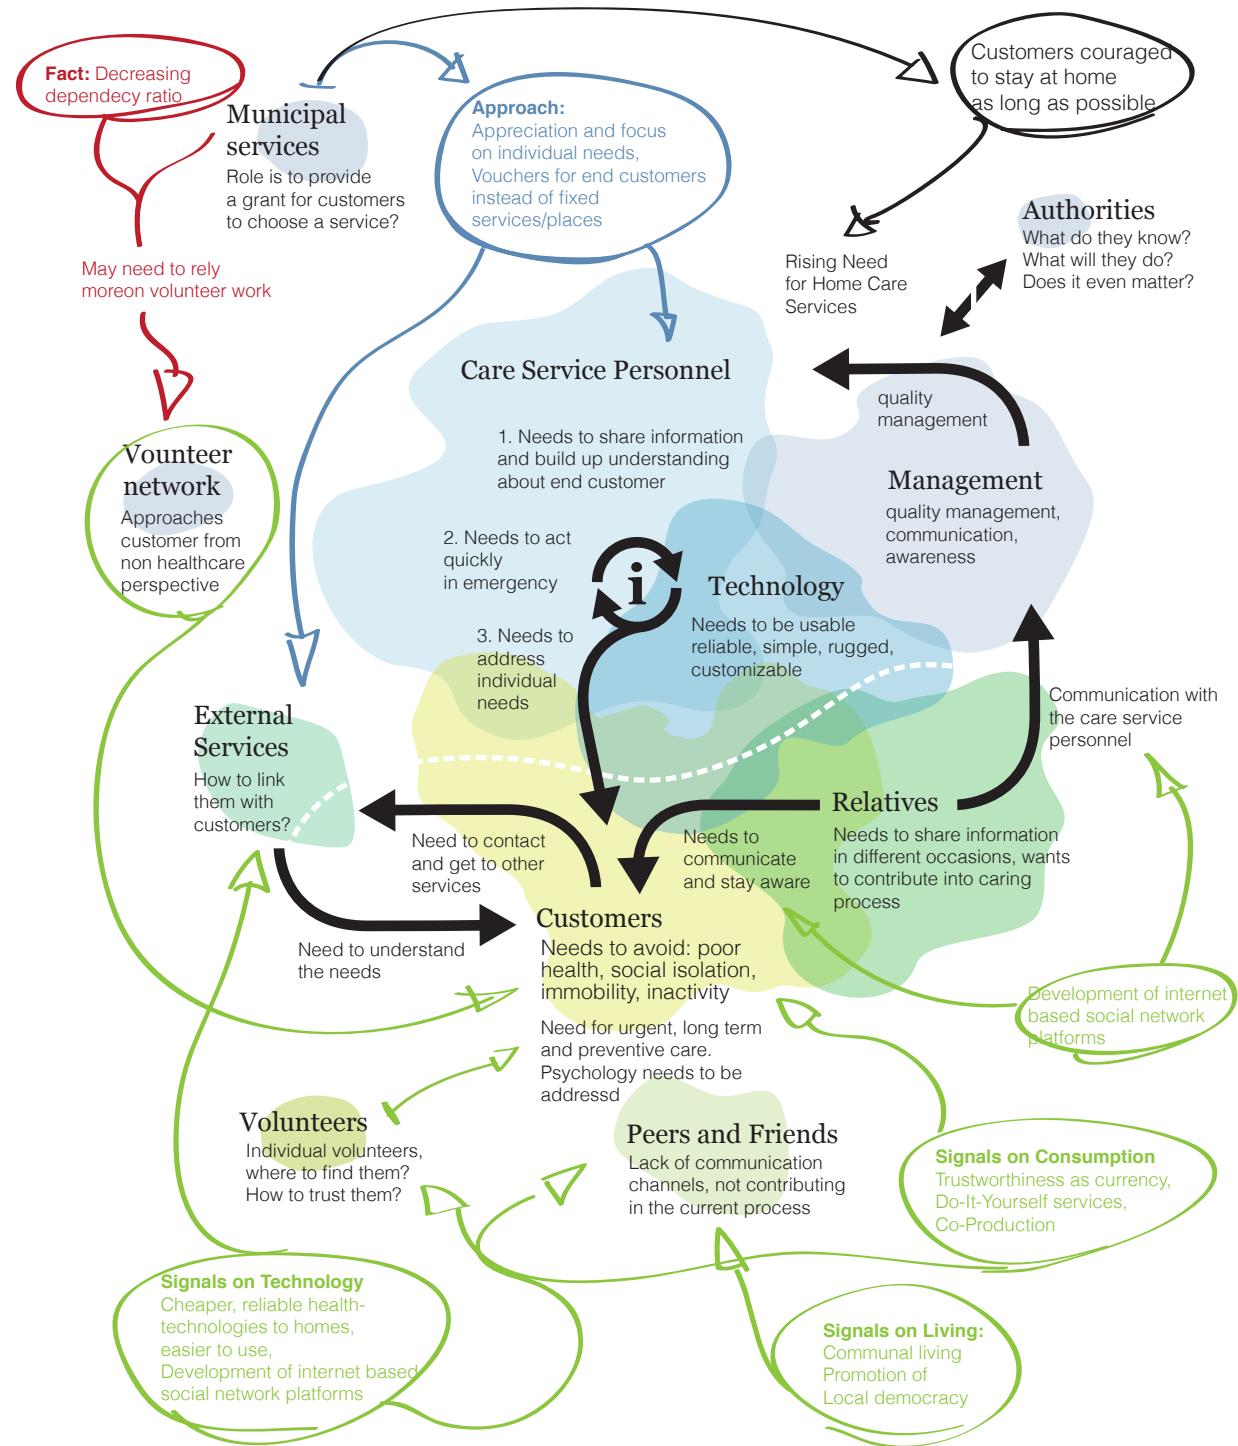 Fact: Decreasing
dependecy ratio
Municipal
services
Role is to provide
a grant for customers
to choose a service?
Approach:
Appreciation and focus
on individual needs,
Vouchers for end customers
instead of fixed
services/places
Customers couraged
to stay at home
as long as possible
Authorities
What do they know?
What will they do?
Does it even matter?
May need to rely
moreon volunteer work
Rising Need
for Home Care
Services
Care Service Personnel
quality
management
1. Needs to share information
and build up understanding
about end customer
Vounteer
network
Approaches
customer from
non healthcare
perspective
Management
quality management,
communication,
awareness
2. Needs to act
quickly
in emergency
i
Technology
Needs to be usable
reliable, simple, rugged,
customizable
3. Needs to
address
individual
needs
External
Services
How to link
them with
customers?
Communication with
the care service
personnel
Relatives
Needs to share information
in different occasions, wants
to contribute into caring
process
Need to contact
and get to other
services
Needs to
communicate
and stay aware
Customers
Needs to avoid: poor
health, social isolation,
immobility, inactivity
Need for urgent, long term
and preventive care.
Psychology needs to be
addressd
Need to understand
the needs
Development of internet
based social network
platforms
Volunteers
Individual volunteers,
where to find them?
How to trust them?
Peers and Friends
Lack of communication
channels, not contributing
in the current process
Signals on Consumption
Trustworthiness as currency,
Do-It-Yourself services,
Co-Production
Signals on Technology
Cheaper, reliable health-
technologies to homes,
easier to use,
Development of internet based
social network platforms
Signals on Living:
Communal living
Promotion of
Local democracy